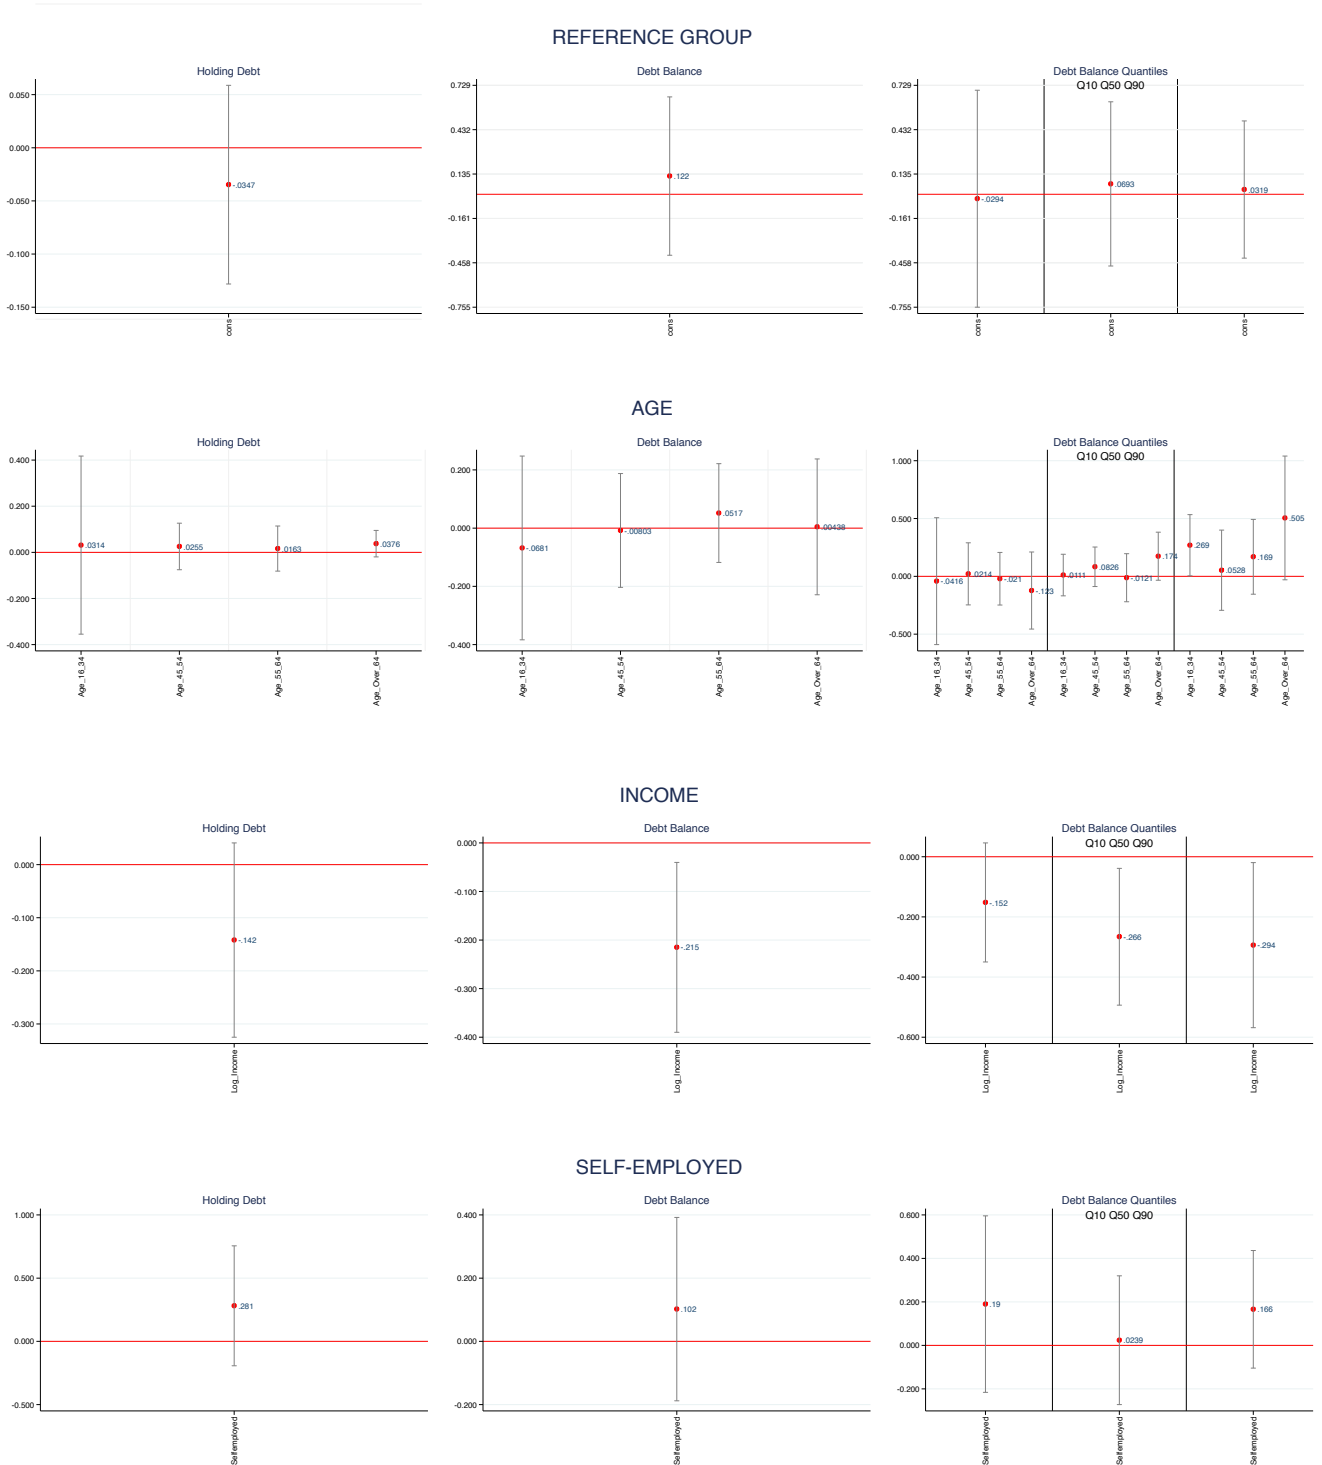 REFERENCE GROUP
Holding Debt
0.050
0.000
-0.050
-0.100
-0.150
-.0347
cons
Debt Balance
0.729
0.432
0.135
-0.161
-0.458
-0.755
.122
cons
Debt Balance Quantiles
Q10 Q50 Q90
0.729
0.432
0.135
-0.161
-0.458
-0.755
-.0294
.0693
.0319
cons
cons
cons
AGE
Holding Debt
0.400
0.200
0.000
-0.200
-0.400
.0314
.0255
.0163
.0376
Age_16_34
Age_45_54
Age_55_64
Age_Over_64
Debt Balance
0.200
0.000
-0.200
-0.400
-.0681
-.00803
.0517
.00438
Age_16_34
Age_45_54
Age_55_64
Age_Over_64
Debt Balance Quantiles
Q10 Q50 Q90
1.000
0.500
0.000
-0.500
-.0416
.0214
-.021
-.123
.0111
.0826
-.0121
.174
.269
.0528
.169
.505
Age_16_34
Age_45_54
Age_55_64
Age_Over_64
Age_16_34
Age_45_54
Age_55_64
Age_Over_64
Age_16_34
Age_45_54
Age_55_64
Age_Over_64
INCOME
Holding Debt
0.000
-0.100
-0.200
-0.300
-.142
Log_Income
Debt Balance
0.000
-0.100
-0.200
-0.300
-0.400
-.215
Log_Income
Debt Balance Quantiles
Q10 Q50 Q90
0.000
-0.200
-0.400
-0.600
-.152
-.266
-.294
Log_Income
Log_Income
Log_Income
SELF-EMPLOYED
Holding Debt
1.000
0.500
0.000
-0.500
.281
Selfemployed
Debt Balance
0.400
0.200
0.000
-0.200
.102
Selfemployed
Debt Balance Quantiles
Q10 Q50 Q90
0.600
0.400
0.200
0.000
-0.200
.19
.0239
.166
Selfemployed
Selfemployed
Selfemployed